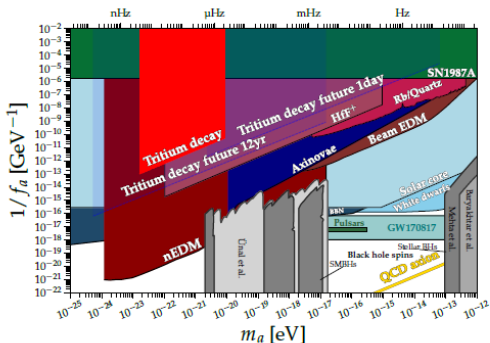 nHz μHz mHz Hz
10⁻²
10⁻³
10⁻⁴
10⁻⁵
10⁻⁶
10⁻⁷
10⁻⁸
10⁻⁹
10⁻¹⁰
10⁻¹¹
10⁻¹²
10⁻¹³
10⁻¹⁴
10⁻¹⁵
10⁻¹⁶
10⁻¹⁷
10⁻¹⁸
10⁻¹⁹
10⁻²⁰
10⁻²¹
10⁻²²
1/fₐ [GeV⁻¹]
SN1987A
Tritium decay
Tritium decay future 1day
Tritium decay future 12yr
HfF⁺
Rb/Quartz
Axinovae
Beam EDM
nEDM
Solar core
White dwarfs
BBN
Pulsars
GW170817
Ünal et al.
Stellar BHs
Black hole spins
SMBHs
Mehta et al.
Baryakhtar et al.
QCD axion
10⁻²⁵ 10⁻²⁴ 10⁻²³ 10⁻²² 10⁻²¹ 10⁻²⁰ 10⁻¹⁹ 10⁻¹⁸ 10⁻¹⁷ 10⁻¹⁶ 10⁻¹⁵ 10⁻¹⁴ 10⁻¹³ 10⁻¹²
mₐ [eV]